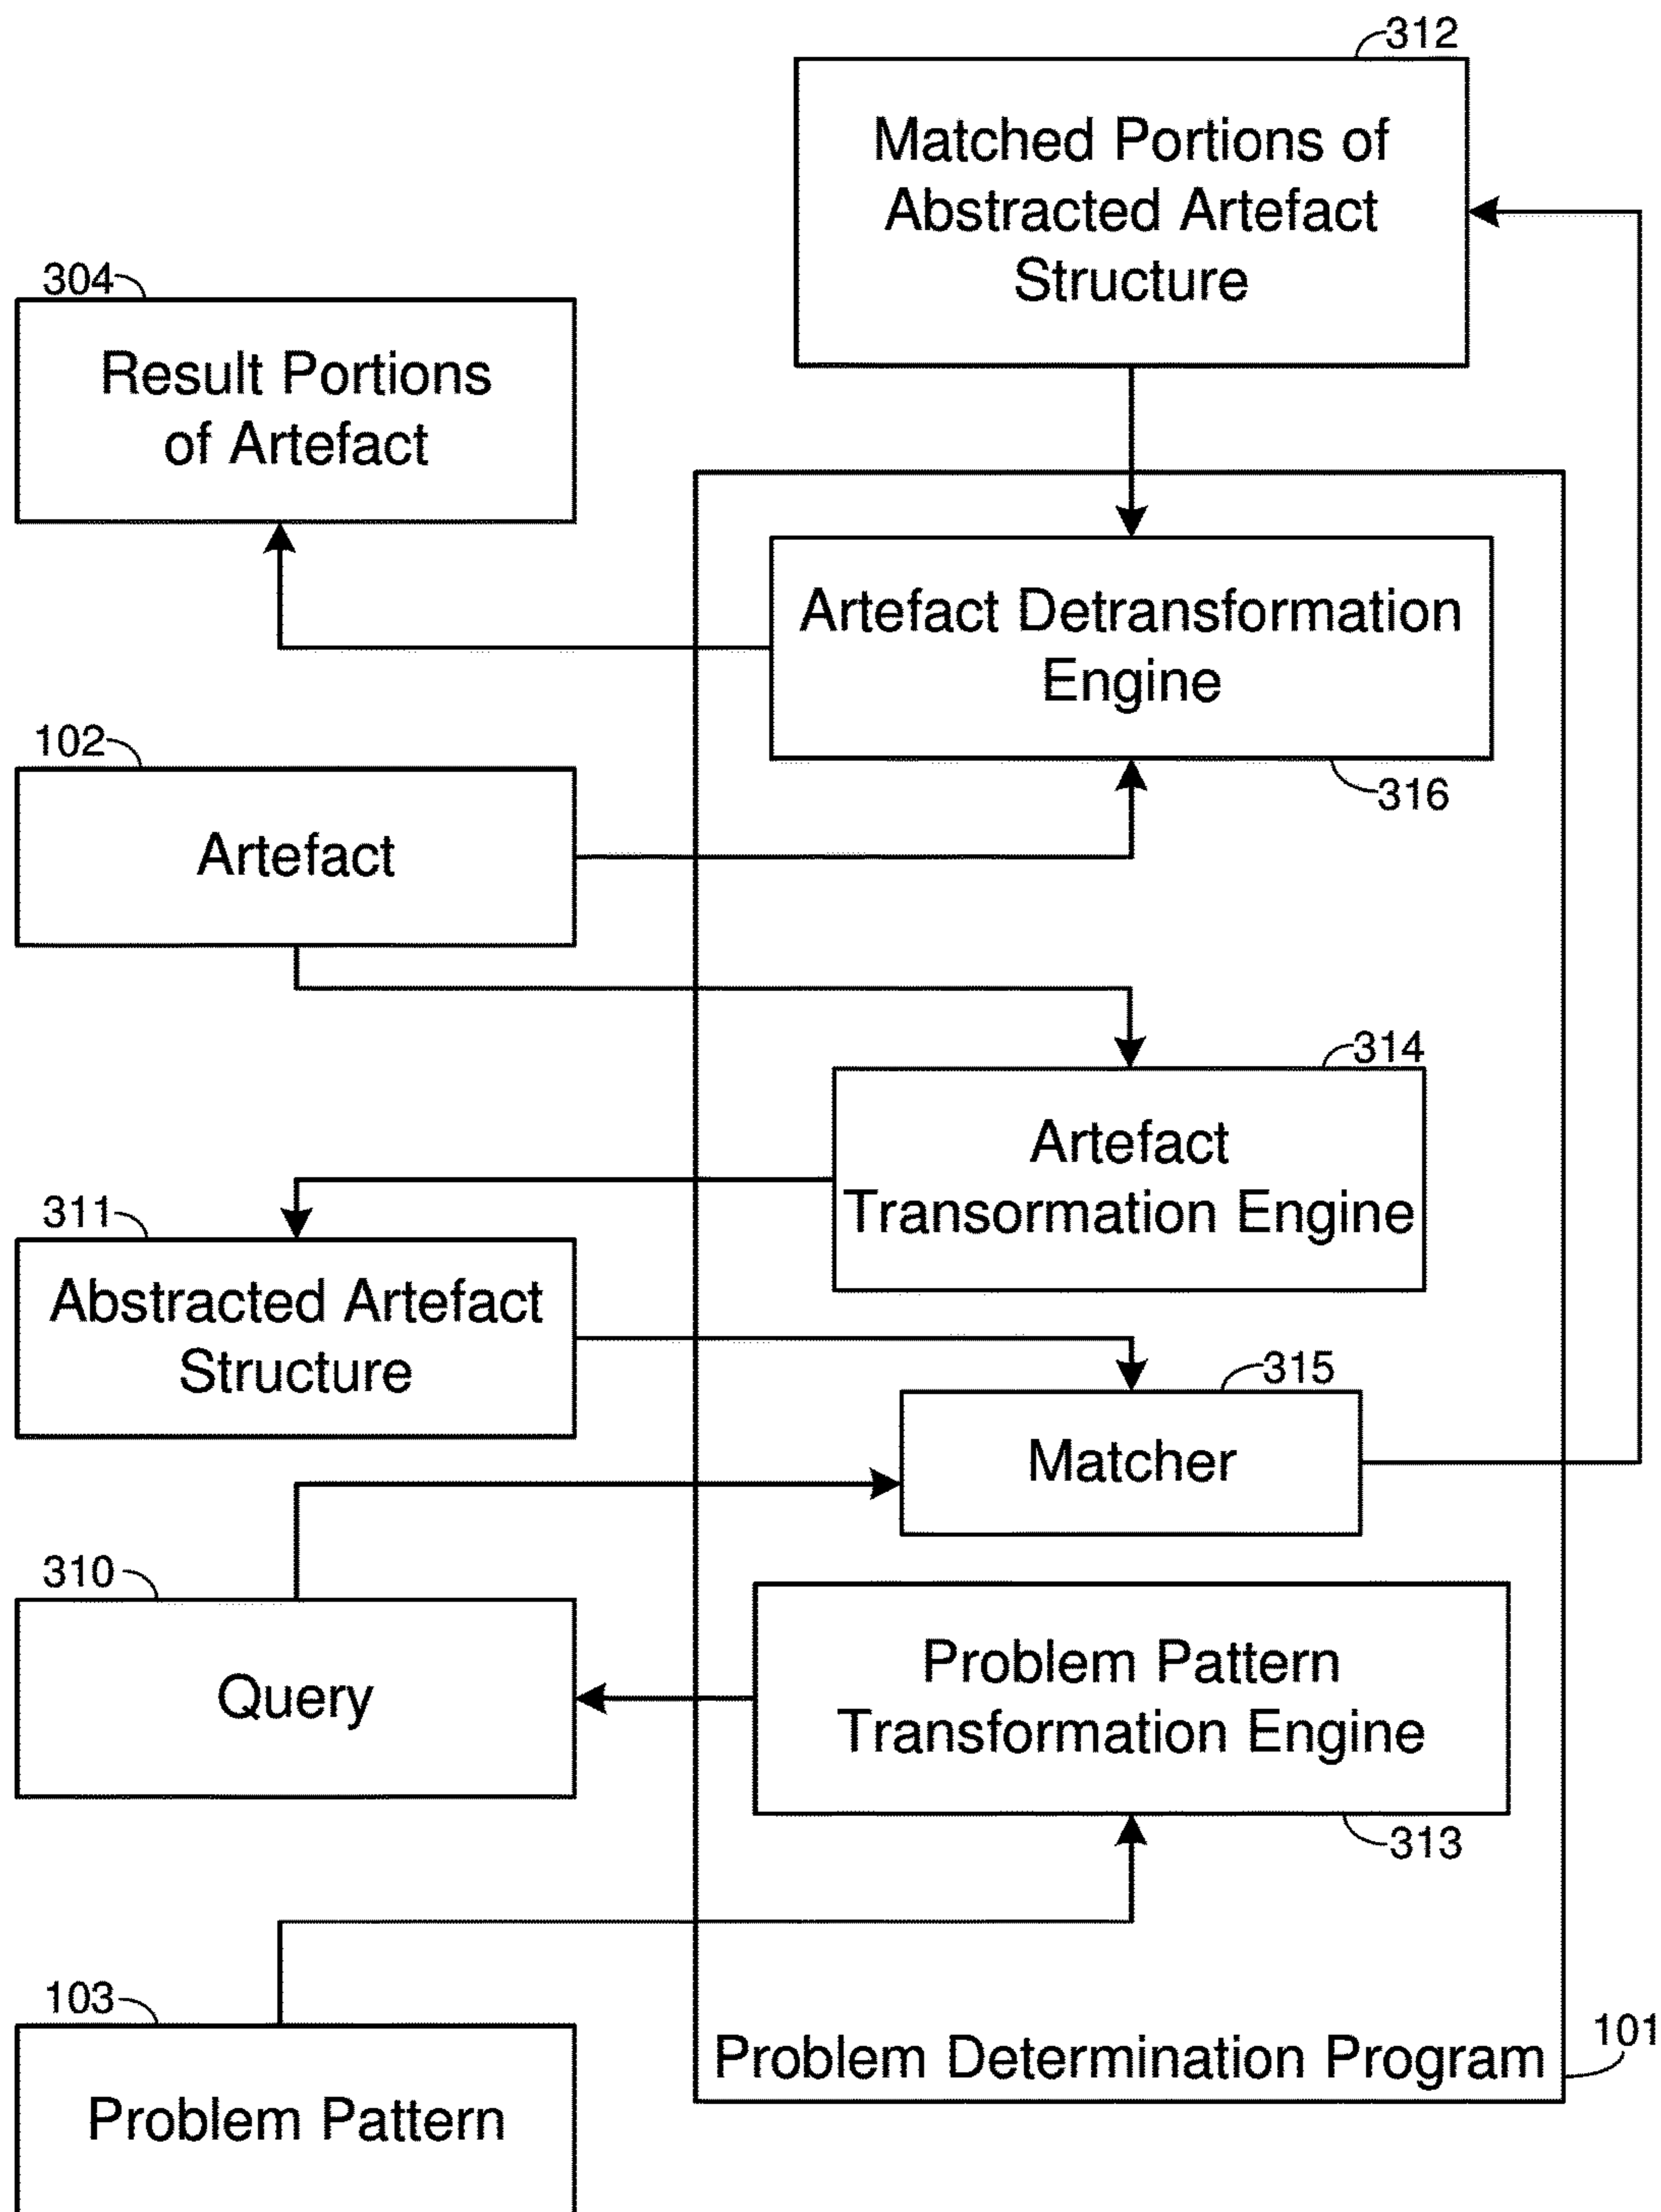 312
Matched Portions of
Abstracted Artefact
Structure
304
Result Portions
of Artefact
Artefact Detransformation
Engine
316
102
Artefact
314
Artefact
Transormation Engine
311
Abstracted Artefact
Structure
315
Matcher
310
Query
Problem Pattern
Transformation Engine
313
103
Problem Pattern
Problem Determination Program
101